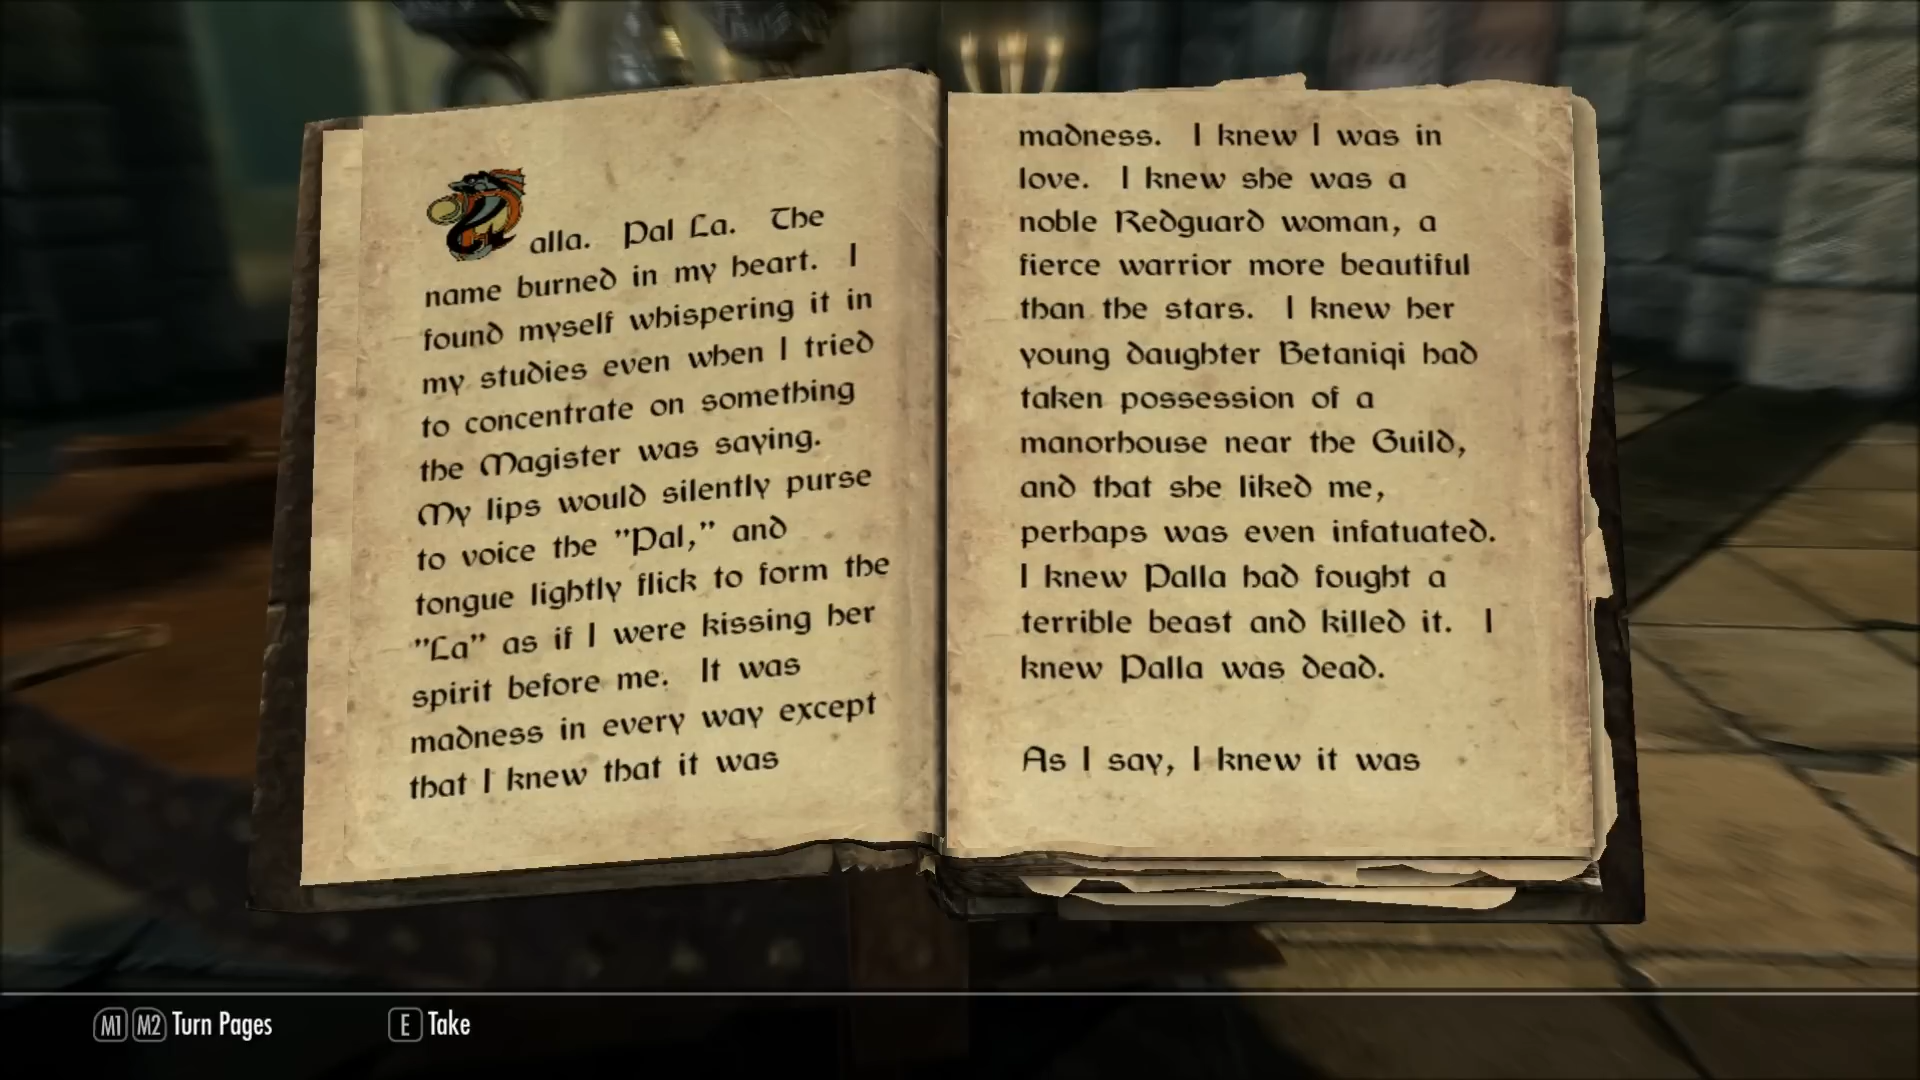 Palla. Pal La. The
name burned in my heart. I
found myself whispering it in
my studies even when I tried
to concentrate on something
the Magister was saying.
My lips would silently purse
to voice the "Pal," and
tongue lightly flick to form the
"La" as if I were kissing her
spirit before me. It was
madness in every way except
that I knew that it was
madness. I knew I was in
love. I knew she was a
noble Redguard woman, a
fierce warrior more beautiful
than the stars. I knew her
young daughter Betaniqi had
taken possession of a
manorhouse near the Guild,
and that she liked me,
perhaps was even infatuated.
I knew Palla had fought a
terrible beast and killed it. I
knew Palla was dead.
As I say, I knew it was
M1 M2 Turn Pages
E Take